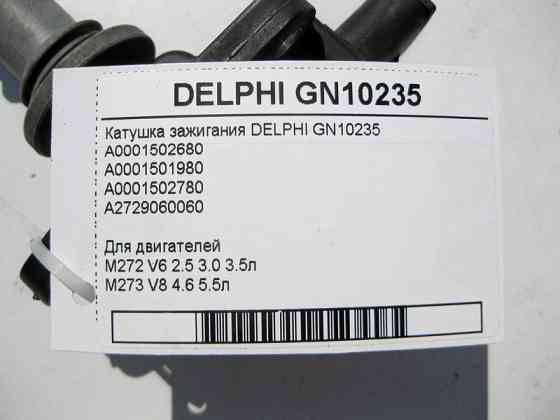 DELPHI GN10235
Катушка зажигания DELPHI GN10235
A0001502680
A0001501980
A0001502780
A2729060060
Для двигателей
M272 V6 2.5 3.0 3.5л
M273 V8 4.6 5.5л